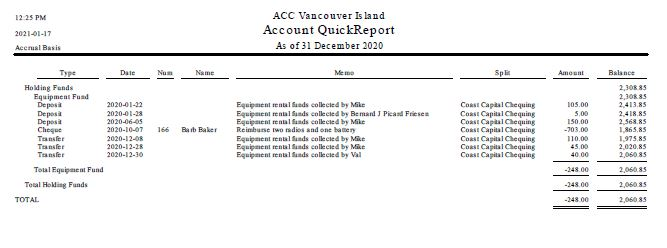 12:25 PM
ACC Vancouver Island
2021-01-17
Account QuickReport
Accrual Basis
As of 31 December 2020
Type Date Num Name Memo Split Amount Balance
Holding Funds 2,308.85
Equipment Fund 2,308.85
Deposit 2020-01-22 Equipment rental funds collected by Mike Coast Capital Chequing 105.00 2,413.85
Deposit 2020-01-28 Equipment rental funds collected by Bernard J Picard Friesen Coast Capital Chequing 5.00 2,418.85
Deposit 2020-06-05 Equipment rental funds collected by Mike Coast Capital Chequing 150.00 2,568.85
Cheque 2020-10-07 166 Barb Baker Reimburse two radios and one battery Coast Capital Chequing -703.00 1,865.85
Transfer 2020-12-08 Equipment rental funds collected by Mike Coast Capital Chequing 110.00 1,975.85
Transfer 2020-12-28 Equipment rental funds collected by Mike Coast Capital Chequing 45.00 2,020.85
Transfer 2020-12-30 Equipment rental funds collected by Val Coast Capital Chequing 40.00 2,060.85
Total Equipment Fund -248.00 2,060.85
Total Holding Funds -248.00 2,060.85
TOTAL -248.00 2,060.85